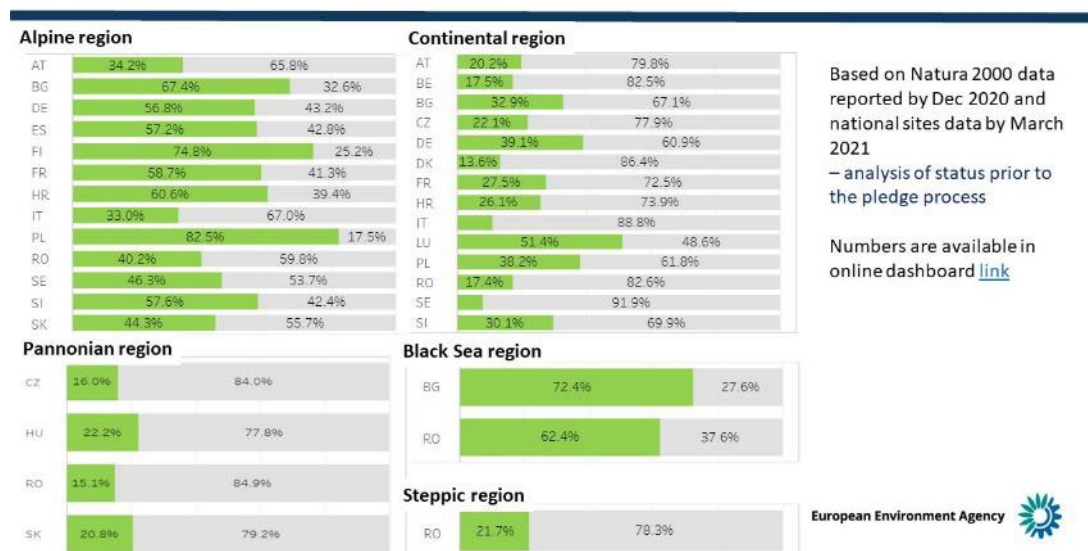 Alpine region
AT 34.2% 65.8%
BG 67.4% 32.6%
DE 56.8% 43.2%
ES 57.2% 42.8%
FI 74.8% 25.2%
FR 58.7% 41.3%
HR 60.6% 39.4%
IT 33.0% 67.0%
PL 82.5% 17.5%
RO 40.2% 59.8%
SE 46.3% 53.7%
SI 57.6% 42.4%
SK 44.3% 55.7%
Continental region
AT 20.2% 79.8%
BE 17.5% 82.5%
BG 32.9% 67.1%
CZ 22.1% 77.9%
DE 39.1% 60.9%
DK 13.6% 86.4%
FR 27.5% 72.5%
HR 26.1% 73.9%
IT 88.8%
LU 51.4% 48.6%
PL 38.2% 61.8%
RO 17.4% 82.6%
SE 91.9%
SI 30.1% 69.9%
Pannonian region
CZ 16.0% 84.0%
HU 22.2% 77.8%
RO 15.1% 84.9%
SK 20.8% 79.2%
Black Sea region
BG 72.4% 27.6%
RO 62.4% 37.6%
Steppic region
RO 21.7% 78.3%
Based on Natura 2000 data
reported by Dec 2020 and
national sites data by March
2021
– analysis of status prior to
the pledge process
Numbers are available in
online dashboard link
European Environment Agency